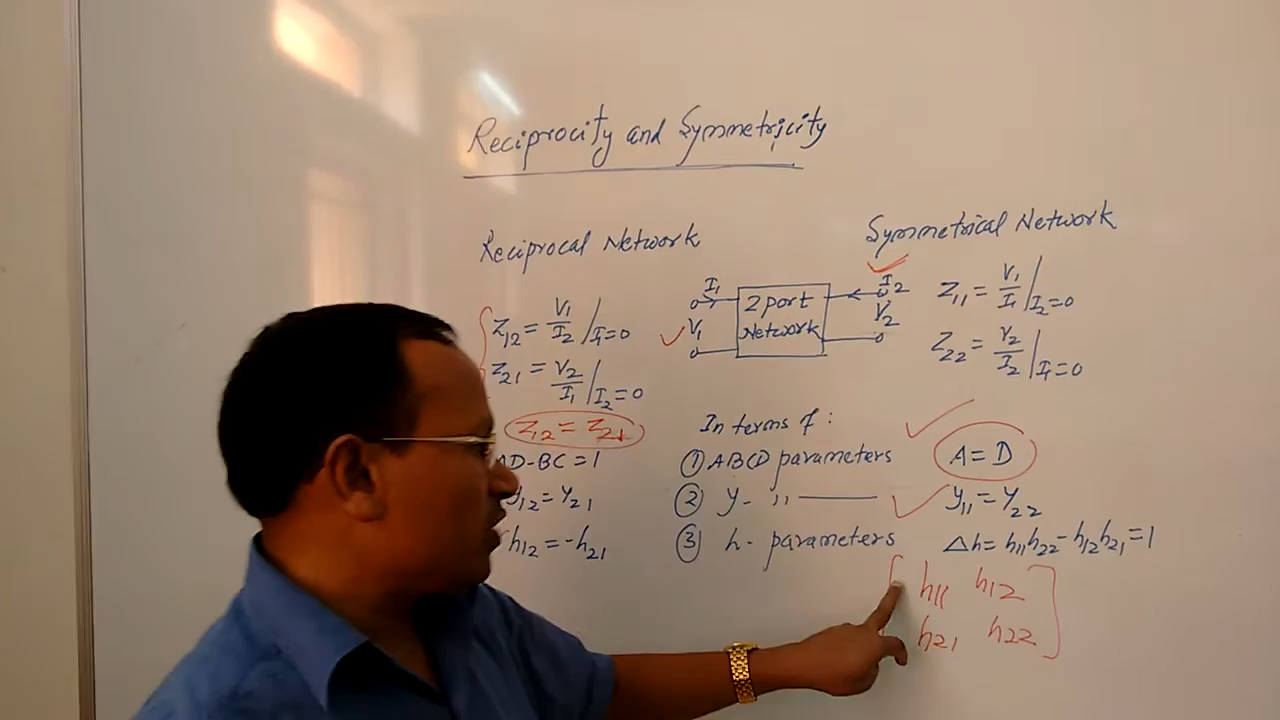 Reciprocity and Symmetricity
Reciprocal Network
Z12 = V1/I2 | I1=0
Z21 = V2/I1 | I2=0
Z12 = Z21
AD-BC=1
Y12 = Y21
h12 = -h21
I1
V1
2 port
Network
I2
V2
In terms of :
① ABCD parameters
② y- 〃 ——
③ h- parameters
Symmetrical Network
Z11 = V1/I1 | I2=0
Z22 = V2/I2 | I1=0
A = D
Y11 = Y22
Δh = h11h22 - h12h21 = 1
h11 h12
h21 h22